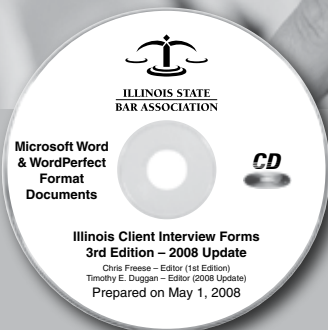 ILLINOIS STATE
BAR ASSOCIATION
Microsoft Word
& WordPerfect
Format
Documents
CD
Illinois Client Interview Forms
3rd Edition – 2008 Update
Chris Freese – Editor (1st Edition)
Timothy E. Duggan – Editor (2008 Update)
Prepared on May 1, 2008